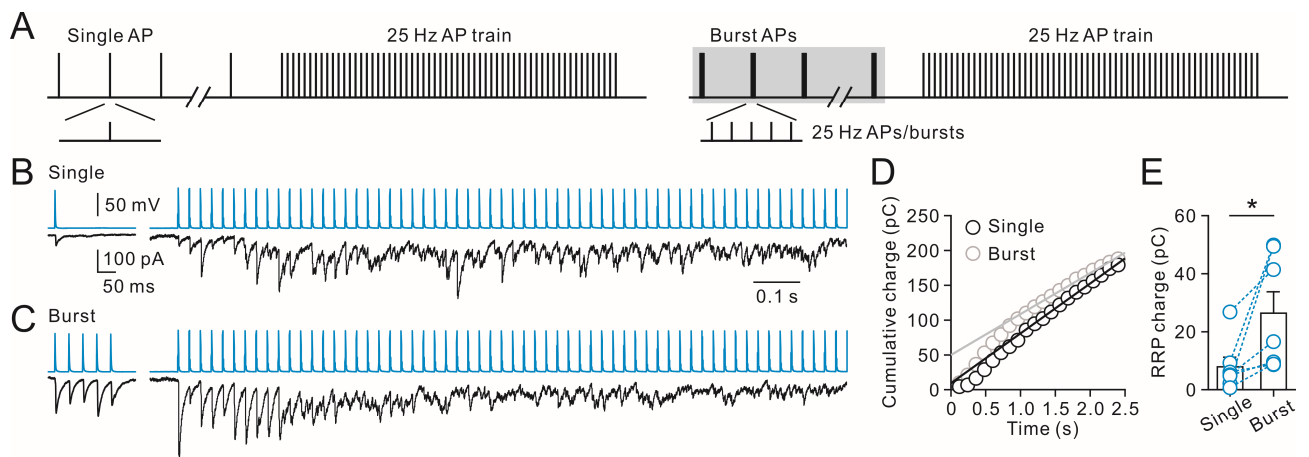 A
Single AP
25 Hz AP train
Burst APs
25 Hz AP train
25 Hz APs/bursts
B
Single
50 mV
100 pA
50 ms
0.1 s
C
Burst
D
Cumulative charge (pC)
250
200
150
100
50
0
Single
Burst
0 0.5 1.0 1.5 2.0 2.5
Time (s)
E
RRP charge (pC)
60
40
20
0
*
Single
Burst